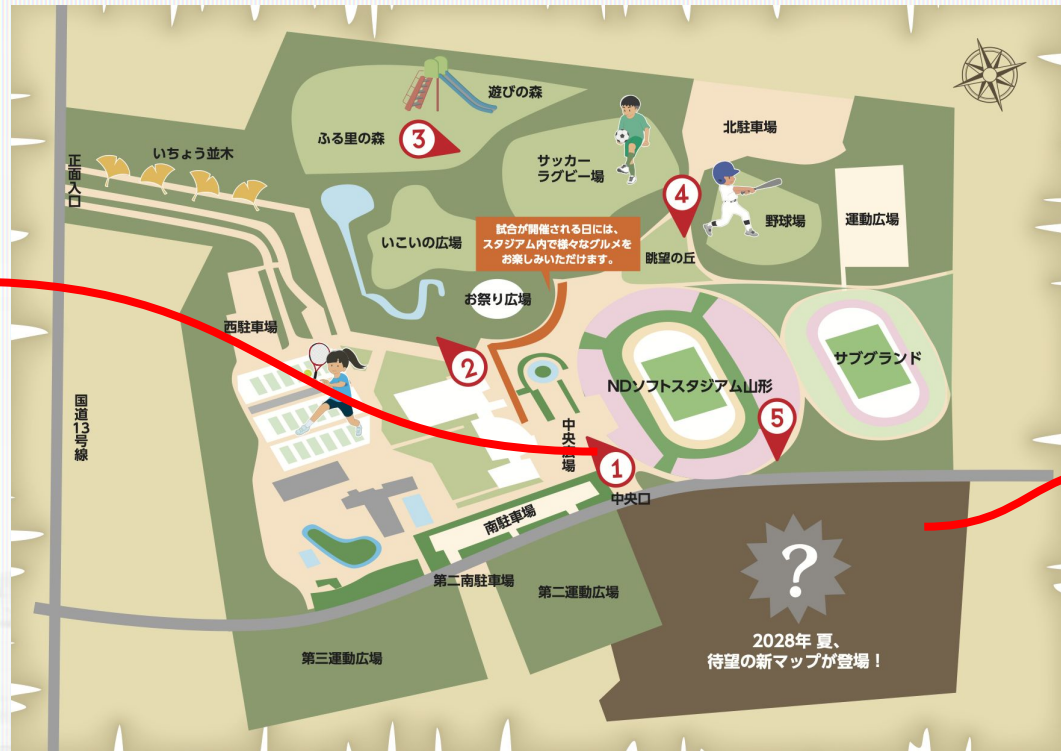 遊びの森
ふる里の森
3
北駐車場
いちょう並木
正面入口
サッカー
ラグビー場
4
野球場
運動広場
いこいの広場
試合が開催される日には、
スタジアム内で様々なグルメを
お楽しみいただけます。
眺望の丘
お祭り広場
西駐車場
2
サブグランド
NDソフトスタジアム山形
国道13号線
5
中央広場
1
中央口
南駐車場
?
第二南駐車場
第二運動広場
2028年 夏、
待望の新マップが登場！
第三運動広場